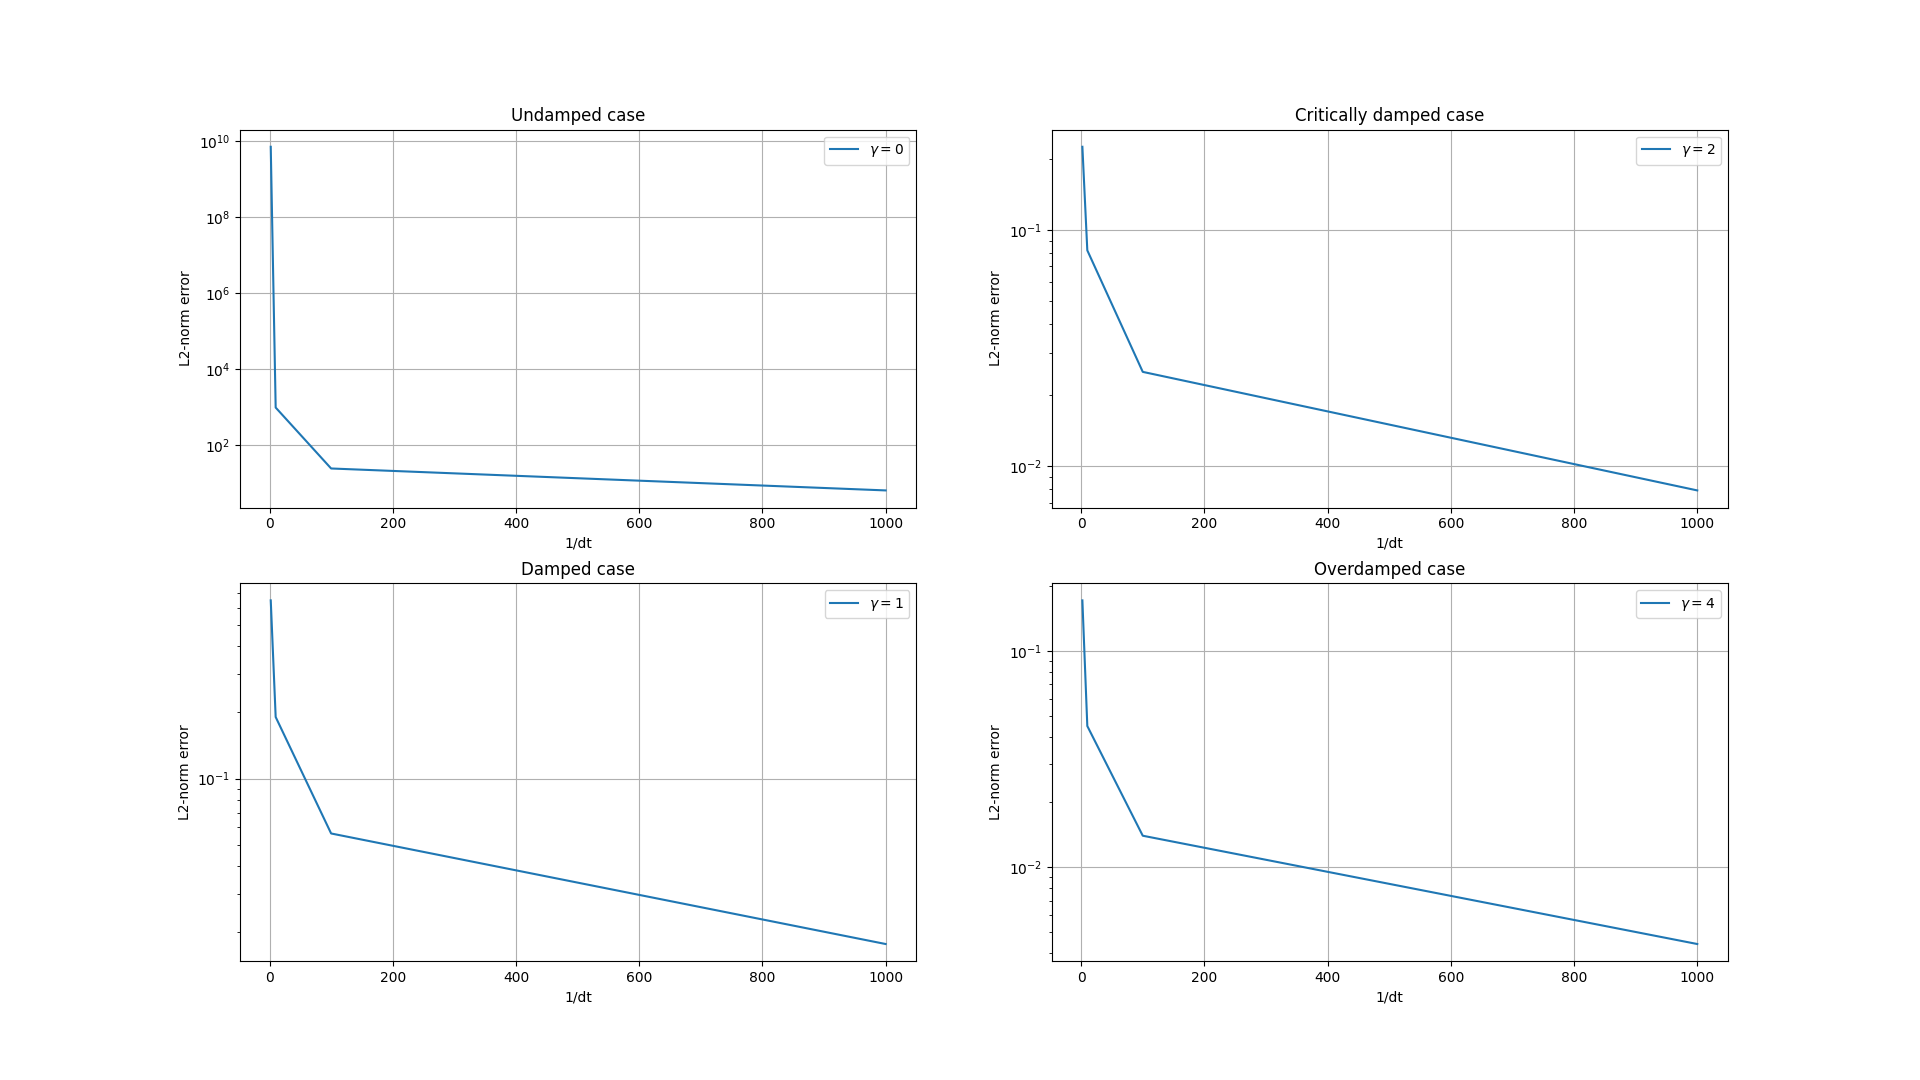 Undamped case
γ = 0
10^10
10^8
10^6
10^4
10^2
L2-norm error
0 200 400 600 800 1000
1/dt
Critically damped case
γ = 2
10^−1
10^−2
L2-norm error
0 200 400 600 800 1000
1/dt
Damped case
γ = 1
10^−1
L2-norm error
0 200 400 600 800 1000
1/dt
Overdamped case
γ = 4
10^−1
10^−2
L2-norm error
0 200 400 600 800 1000
1/dt